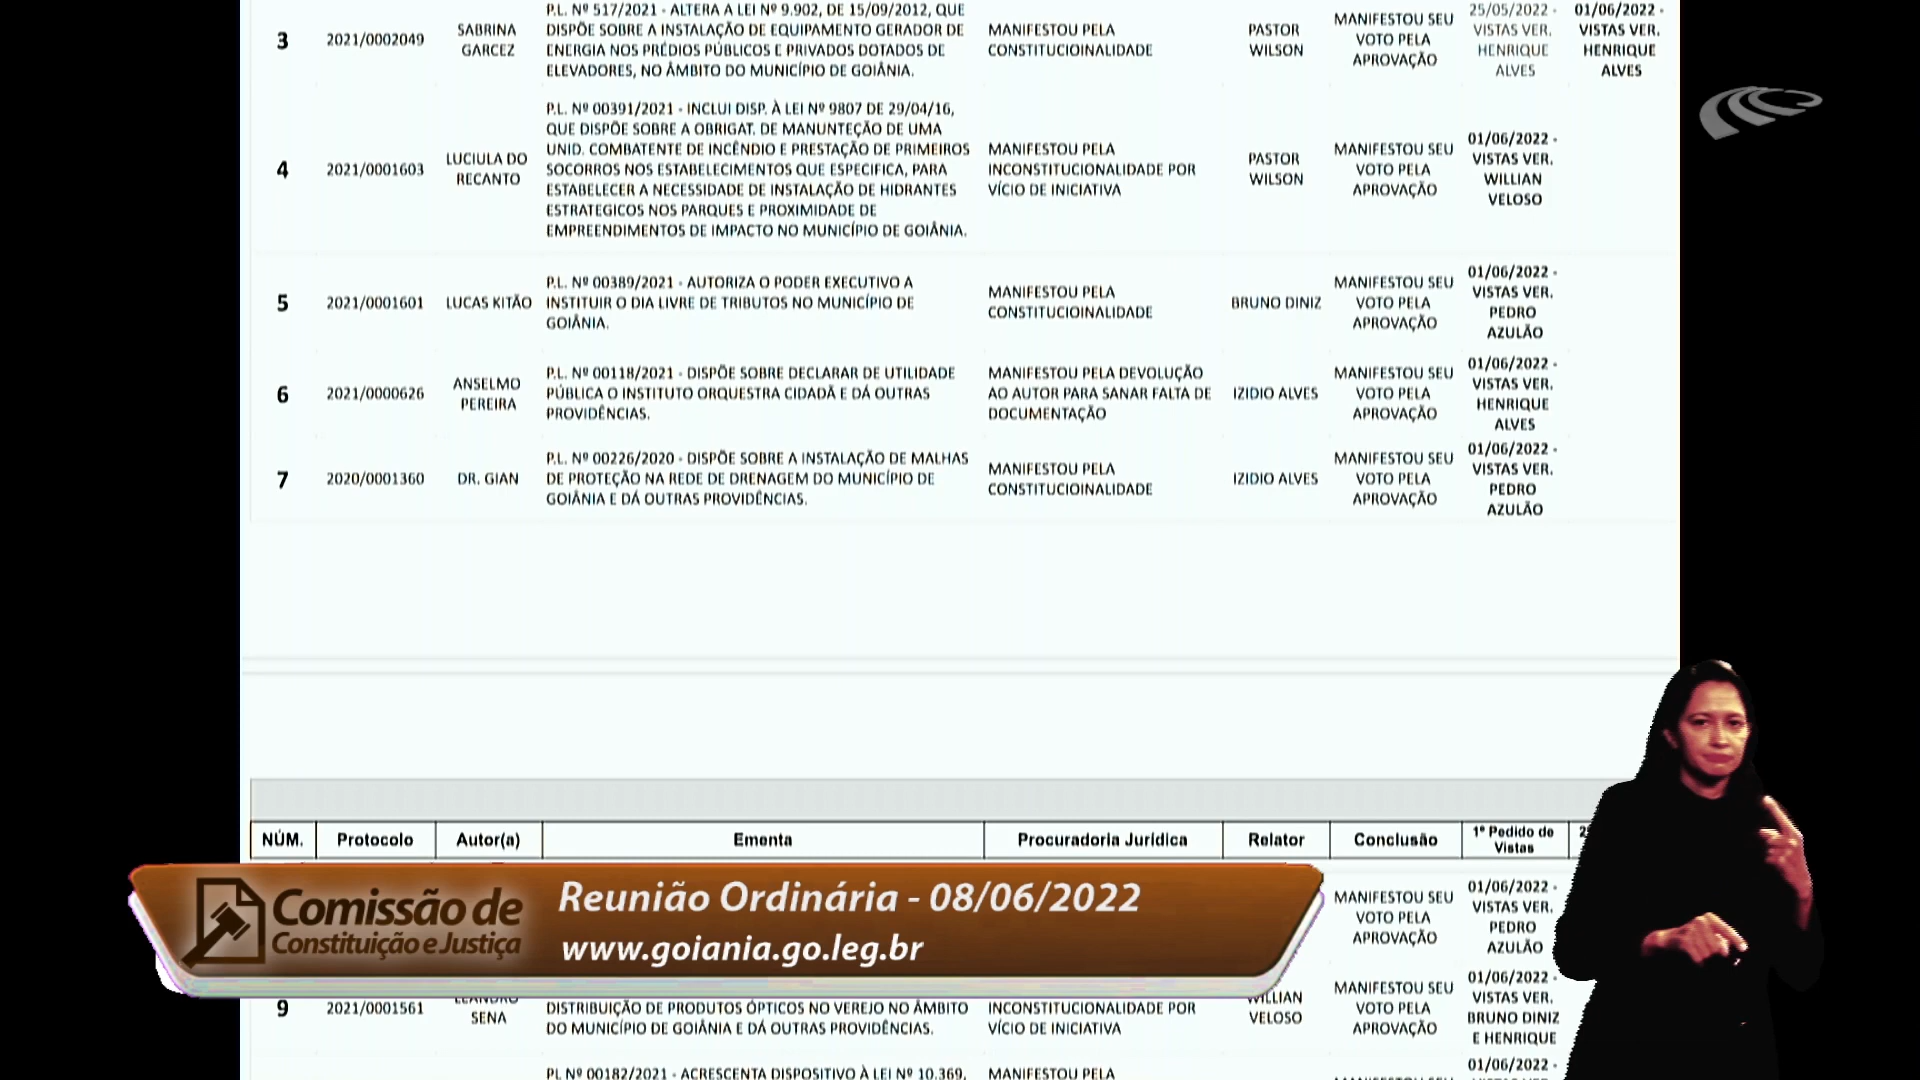 3
2021/0002049
SABRINA
GARCEZ
P.L. Nº 517/2021 - ALTERA A LEI Nº 9.902, DE 15/09/2012, QUE
DISPÕE SOBRE A INSTALAÇÃO DE EQUIPAMENTO GERADOR DE
ENERGIA NOS PRÉDIOS PÚBLICOS E PRIVADOS DOTADOS DE
ELEVADORES, NO ÂMBITO DO MUNICÍPIO DE GOIÂNIA.
MANIFESTOU PELA
CONSTITUCIOINALIDADE
PASTOR
WILSON
MANIFESTOU SEU
VOTO PELA
APROVAÇÃO
25/05/2022 -
VISTAS VER.
HENRIQUE
ALVES
01/06/2022 -
VISTAS VER.
HENRIQUE
ALVES
4
2021/0001603
LUCIULA DO
RECANTO
P.L. Nº 00391/2021 - INCLUI DISP. À LEI Nº 9807 DE 29/04/16,
QUE DISPÕE SOBRE A OBRIGAT. DE MANUNTEÇÃO DE UMA
UNID. COMBATENTE DE INCÊNDIO E PRESTAÇÃO DE PRIMEIROS
SOCORROS NOS ESTABELECIMENTOS QUE ESPECIFICA, PARA
ESTABELECER A NECESSIDADE DE INSTALAÇÃO DE HIDRANTES
ESTRATEGICOS NOS PARQUES E PROXIMIDADE DE
EMPREENDIMENTOS DE IMPACTO NO MUNICÍPIO DE GOIÂNIA.
MANIFESTOU PELA
INCONSTITUCIONALIDADE POR
VÍCIO DE INICIATIVA
PASTOR
WILSON
MANIFESTOU SEU
VOTO PELA
APROVAÇÃO
01/06/2022 -
VISTAS VER.
WILLIAN
VELOSO
5
2021/0001601
LUCAS KITÃO
P.L. Nº 00389/2021 - AUTORIZA O PODER EXECUTIVO A
INSTITUIR O DIA LIVRE DE TRIBUTOS NO MUNICÍPIO DE
GOIÂNIA.
MANIFESTOU PELA
CONSTITUCIOINALIDADE
BRUNO DINIZ
MANIFESTOU SEU
VOTO PELA
APROVAÇÃO
01/06/2022 -
VISTAS VER.
PEDRO
AZULÃO
6
2021/0000626
ANSELMO
PEREIRA
P.L. Nº 00118/2021 - DISPÕE SOBRE DECLARAR DE UTILIDADE
PÚBLICA O INSTITUTO ORQUESTRA CIDADÃ E DÁ OUTRAS
PROVIDÊNCIAS.
MANIFESTOU PELA DEVOLUÇÃO
AO AUTOR PARA SANAR FALTA DE
DOCUMENTAÇÃO
IZIDIO ALVES
MANIFESTOU SEU
VOTO PELA
APROVAÇÃO
01/06/2022 -
VISTAS VER.
HENRIQUE
ALVES
7
2020/0001360
DR. GIAN
P.L. Nº 00226/2020 - DISPÕE SOBRE A INSTALAÇÃO DE MALHAS
DE PROTEÇÃO NA REDE DE DRENAGEM DO MUNICÍPIO DE
GOIÂNIA E DÁ OUTRAS PROVIDÊNCIAS.
MANIFESTOU PELA
CONSTITUCIOINALIDADE
IZIDIO ALVES
MANIFESTOU SEU
VOTO PELA
APROVAÇÃO
01/06/2022 -
VISTAS VER.
PEDRO
AZULÃO
NÚM.
Protocolo
Autor(a)
Ementa
Procuradoria Jurídica
Relator
Conclusão
1º Pedido de
Vistas
MANIFESTOU SEU
VOTO PELA
APROVAÇÃO
01/06/2022 -
VISTAS VER.
PEDRO
AZULÃO
Comissão de
Constituição e Justiça
Reunião Ordinária - 08/06/2022
www.goiania.go.leg.br
9
2021/0001561
LEANDRO
SENA
DISTRIBUIÇÃO DE PRODUTOS ÓPTICOS NO VEREJO NO ÂMBITO
DO MUNICÍPIO DE GOIÂNIA E DÁ OUTRAS PROVIDÊNCIAS.
INCONSTITUCIONALIDADE POR
VÍCIO DE INICIATIVA
WILLIAN
VELOSO
MANIFESTOU SEU
VOTO PELA
APROVAÇÃO
01/06/2022 -
VISTAS VER.
BRUNO DINIZ
E HENRIQUE
PL Nº 00182/2021 - ACRESCENTA DISPOSITIVO À LEI Nº 10.369,
MANIFESTOU PELA
01/06/2022 -